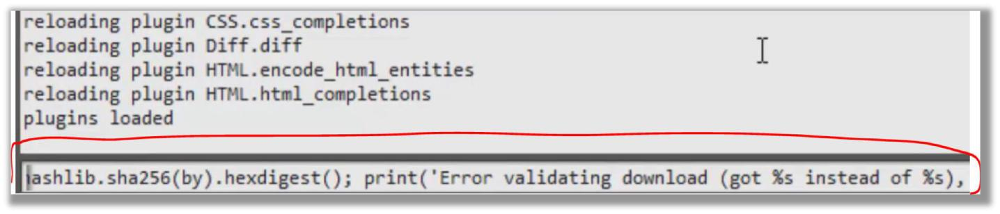 reloading plugin CSS.css_completions
reloading plugin Diff.diff
reloading plugin HTML.encode_html_entities
reloading plugin HTML.html_completions
plugins loaded
hashlib.sha256(by).hexdigest(); print('Error validating download (got %s instead of %s),